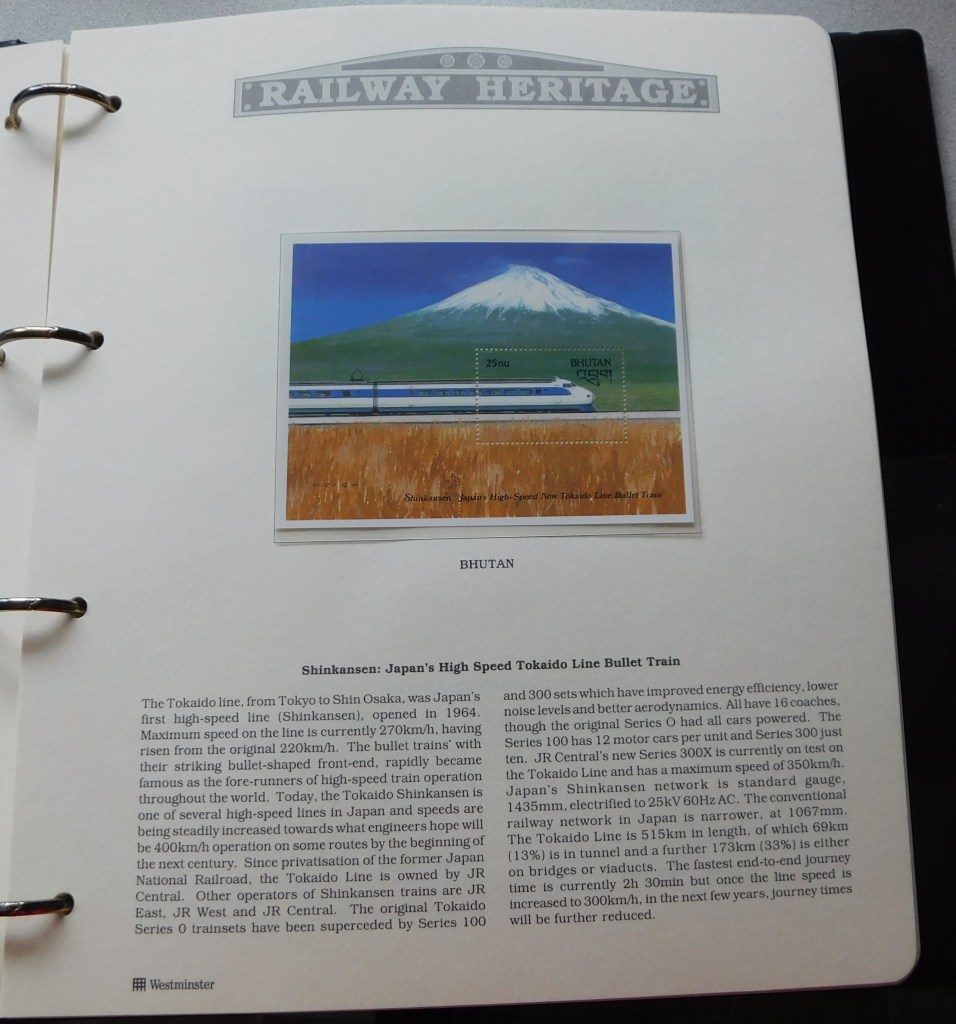 RAILWAY HERITAGE
25nu
BHUTAN
འབྲུག
Shinkansen Japan's High-Speed New Tokaido Line Bullet Train
BHUTAN
Shinkansen: Japan's High Speed Tokaido Line Bullet Train
The Tokaido line, from Tokyo to Shin Osaka, was Japan's
first high-speed line (Shinkansen), opened in 1964.
Maximum speed on the line is currently 270km/h, having
risen from the original 220km/h. The bullet trains' with
their striking bullet-shaped front-end, rapidly became
famous as the fore-runners of high-speed train operation
throughout the world. Today, the Tokaido Shinkansen is
one of several high-speed lines in Japan and speeds are
being steadily increased towards what engineers hope will
be 400km/h operation on some routes by the beginning of
the next century. Since privatisation of the former Japan
National Railroad, the Tokaido Line is owned by JR
Central. Other operators of Shinkansen trains are JR
East, JR West and JR Central. The original Tokaido
Series 0 trainsets have been superceded by Series 100
and 300 sets which have improved energy efficiency, lower
noise levels and better aerodynamics. All have 16 coaches,
though the original Series O had all cars powered. The
Series 100 has 12 motor cars per unit and Series 300 just
ten. JR Central's new Series 300X is currently on test on
the Tokaido Line and has a maximum speed of 350km/h.
Japan's Shinkansen network is standard gauge,
1435mm, electrified to 25kV 60Hz AC. The conventional
railway network in Japan is narrower, at 1067mm.
The Tokaido Line is 515km in length, of which 69km
(13%) is in tunnel and a further 173km (33%) is either
on bridges or viaducts. The fastest end-to-end journey
time is currently 2h 30min but once the line speed is
increased to 300km/h, in the next few years, journey times
will be further reduced.
Westminster